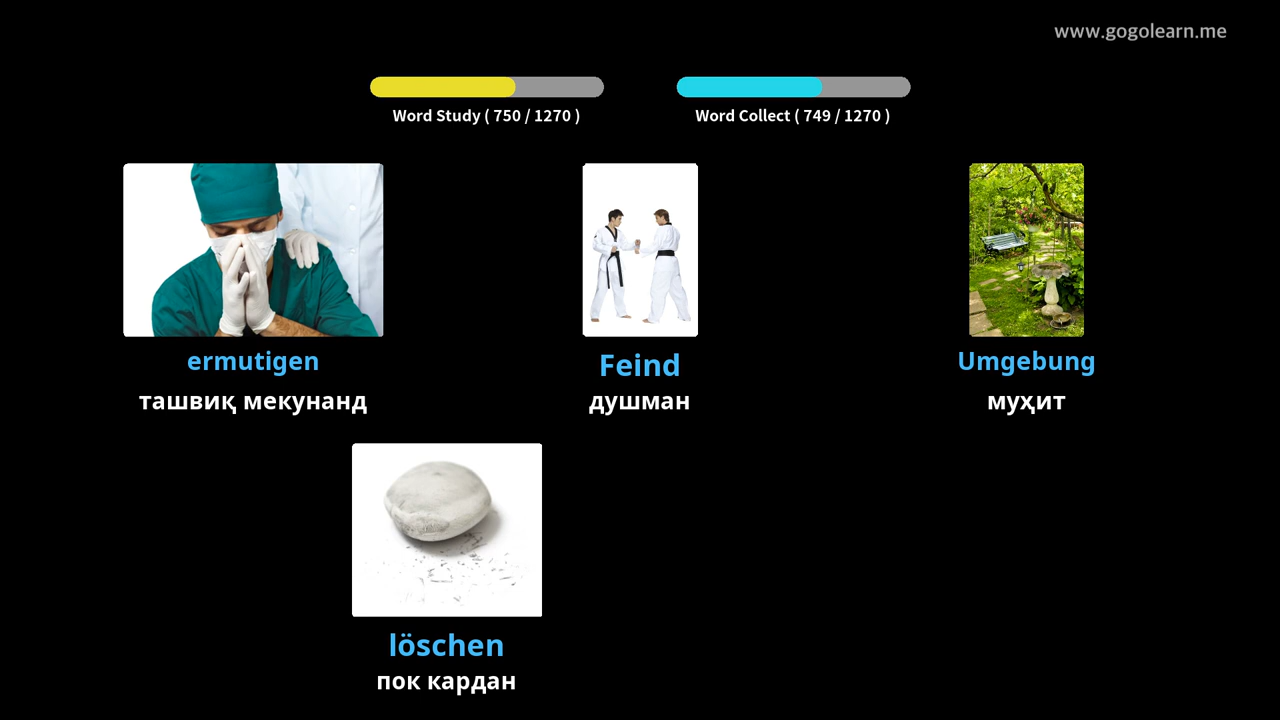 www.gogolearn.me
Word Study ( 750 / 1270 )
Word Collect ( 749 / 1270 )
ermutigen
ташвиқ мекунанд
Feind
душман
Umgebung
муҳит
löschen
пок кардан